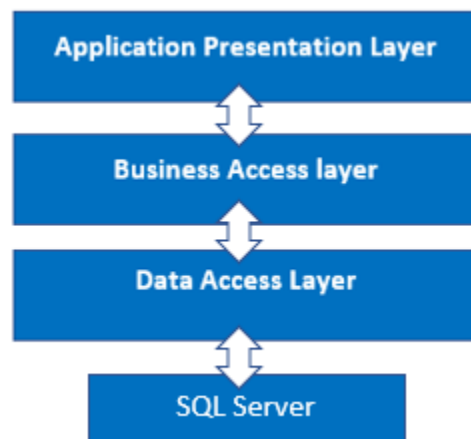 Application Presentation Layer
Business Access layer
Data Access Layer
SQL Server